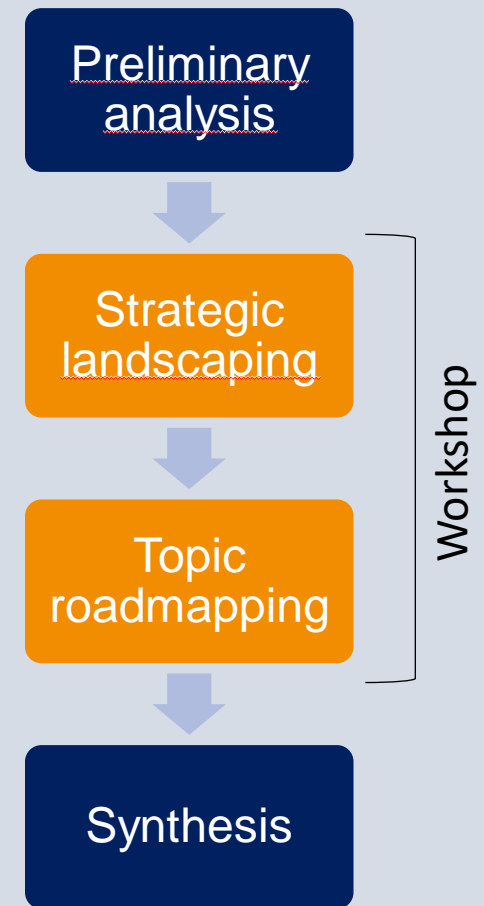 Preliminary
analysis
Strategic
landscaping
Topic
roadmapping
Workshop
Synthesis